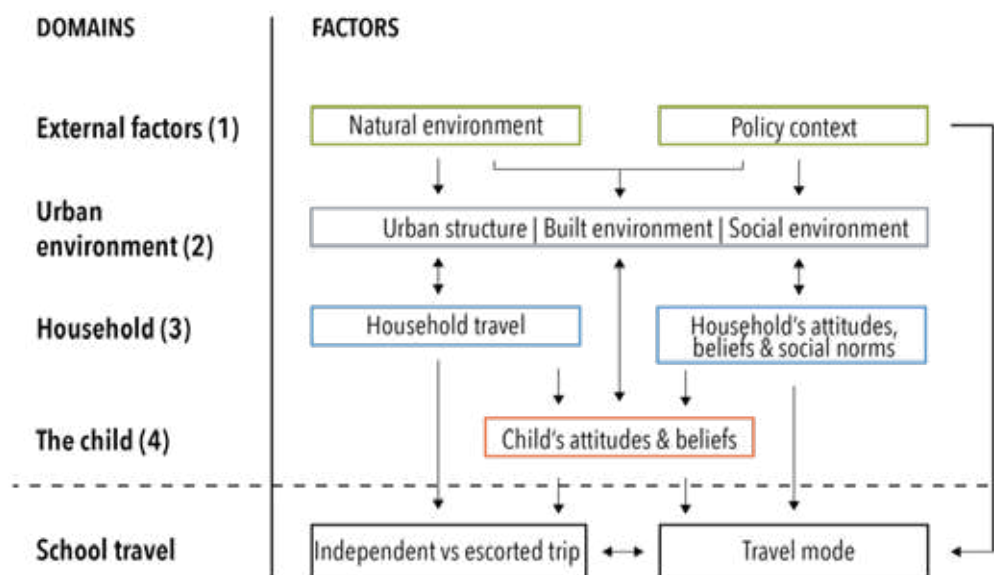 DOMAINS
FACTORS
External factors (1)
Natural environment
Policy context
Urban
environment (2)
Urban structure | Built environment | Social environment
Household (3)
Household travel
Household's attitudes,
beliefs & social norms
The child (4)
Child's attitudes & beliefs
School travel
Independent vs escorted trip
Travel mode